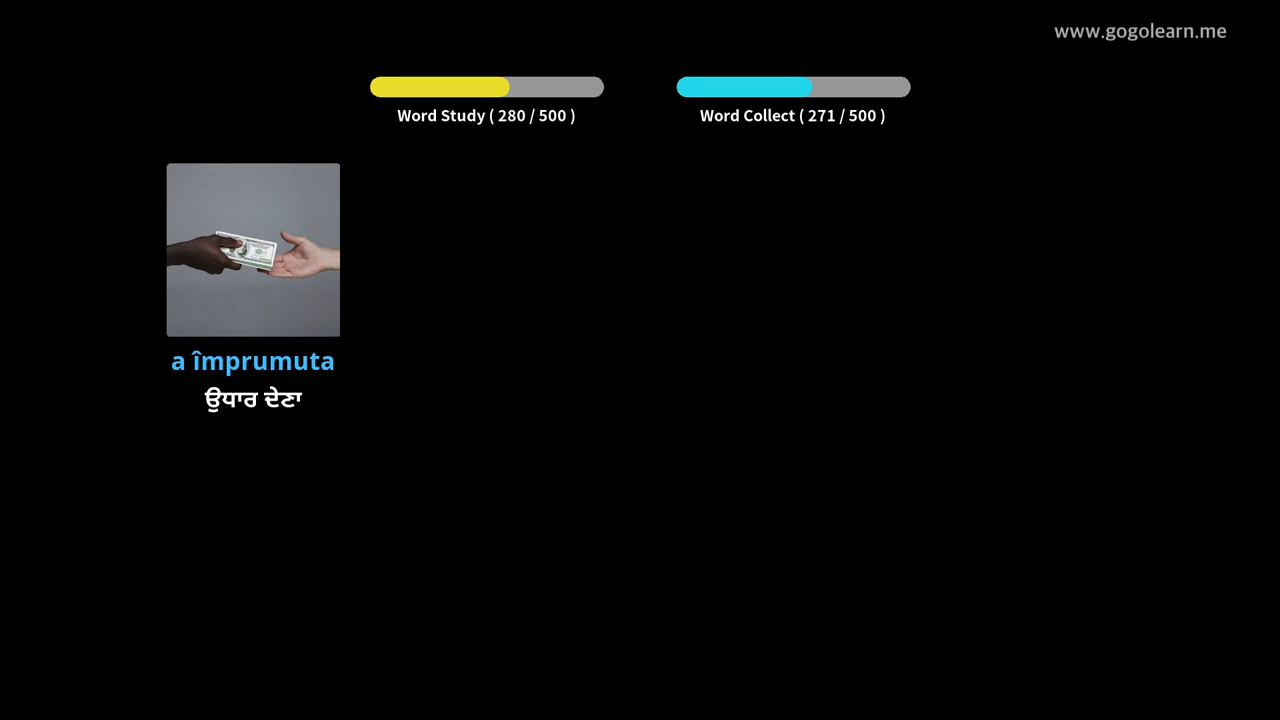 www.gogolearn.me
Word Study ( 280 / 500 )
Word Collect ( 271 / 500 )
a împrumuta
ਉਧਾਰ ਦੇਣਾ